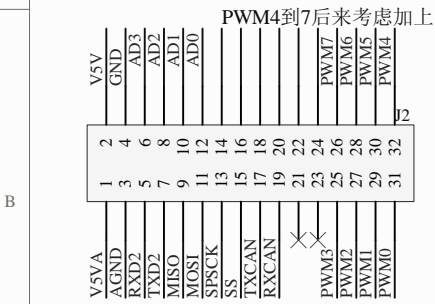 PWM4到7后来考虑加上
V5V
GND
AD3
AD2
AD1
AD0
PWM7
PWM6
PWM5
PWM4
J2
2 4 6 8 10 12 14 16 18 20 22 24 26 28 30 32
1 3 5 7 9 11 13 15 17 19 21 23 25 27 29 31
B
V5VA
AGND
RXD2
TXD2
MISO
MOSI
SPSCK
SS
TXCAN
RXCAN
PWM3
PWM2
PWM1
PWM0